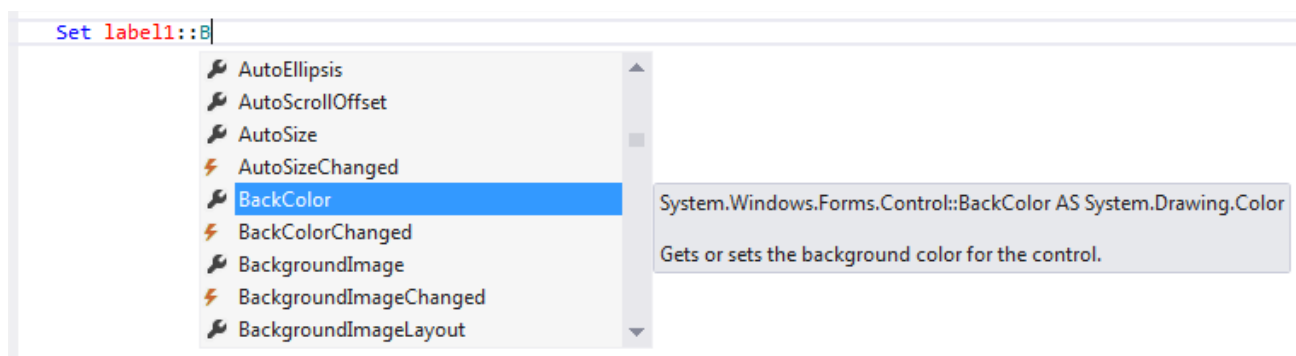 Set label1::B
AutoEllipsis
AutoScrollOffset
AutoSize
AutoSizeChanged
BackColor
BackColorChanged
BackgroundImage
BackgroundImageChanged
BackgroundImageLayout
System.Windows.Forms.Control::BackColor AS System.Drawing.Color
Gets or sets the background color for the control.